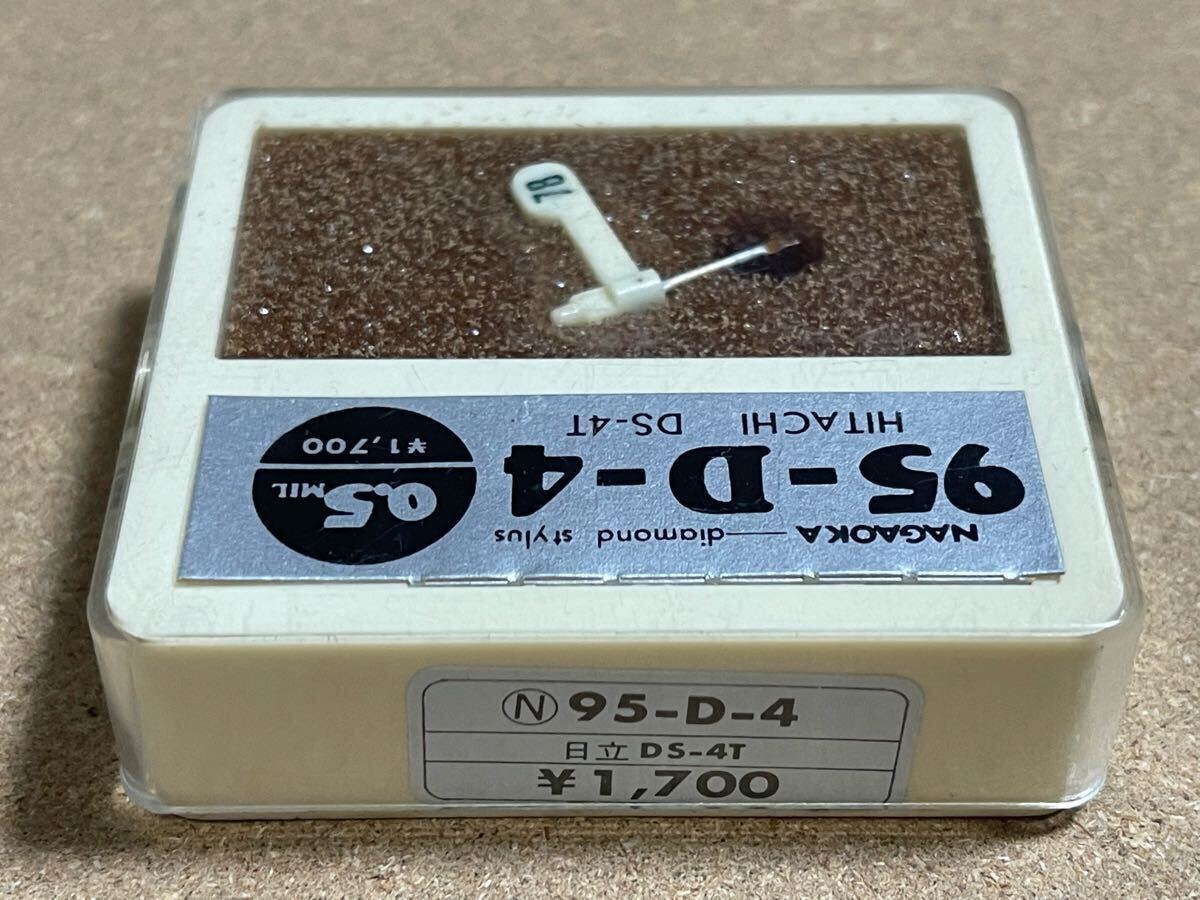 78
HITACHI DS-4T
95-D-4
NAGAOKA—diamond stylus
0.5 MIL
¥1,700
Ⓝ 95-D-4
日立 DS-4T
¥1,700